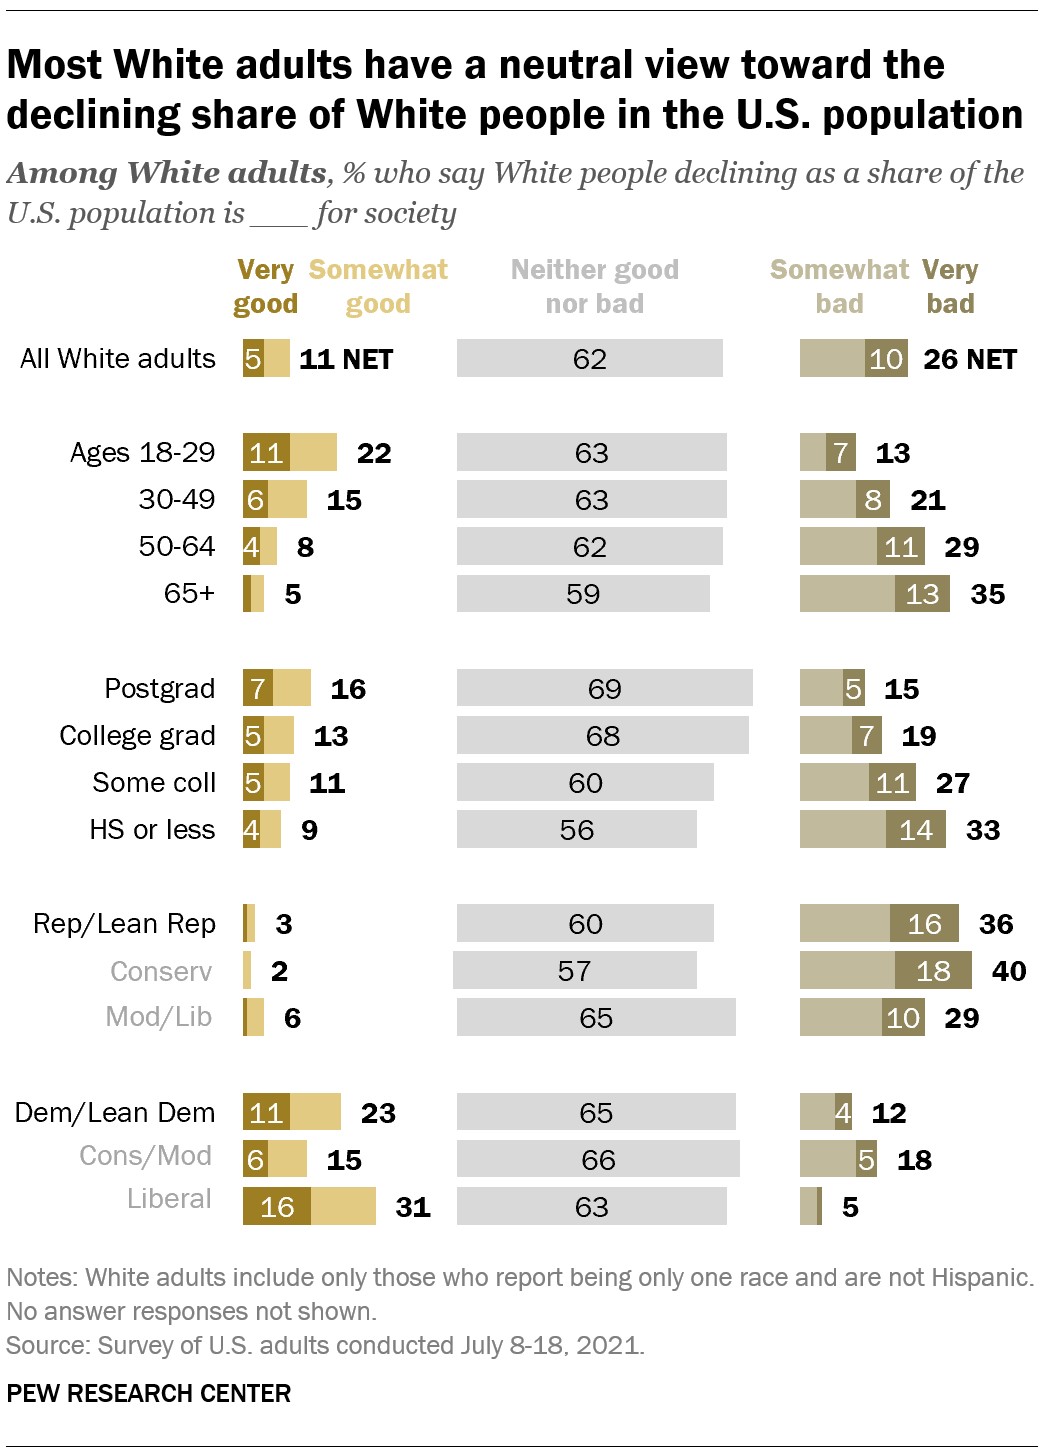 Most White adults have a neutral view toward the
declining share of White people in the U.S. population
Among White adults, % who say White people declining as a share of the
U.S. population is ____ for society
Very good Somewhat good Neither good nor bad Somewhat bad Very bad
All White adults 5 11 NET 62 10 26 NET
Ages 18-29 11 22 63 7 13
30-49 6 15 63 8 21
50-64 4 8 62 11 29
65+ 5 59 13 35
Postgrad 7 16 69 5 15
College grad 5 13 68 7 19
Some coll 5 11 60 11 27
HS or less 4 9 56 14 33
Rep/Lean Rep 3 60 16 36
Conserv 2 57 18 40
Mod/Lib 6 65 10 29
Dem/Lean Dem 11 23 65 4 12
Cons/Mod 6 15 66 5 18
Liberal 16 31 63 5
Notes: White adults include only those who report being only one race and are not Hispanic.
No answer responses not shown.
Source: Survey of U.S. adults conducted July 8-18, 2021.
PEW RESEARCH CENTER